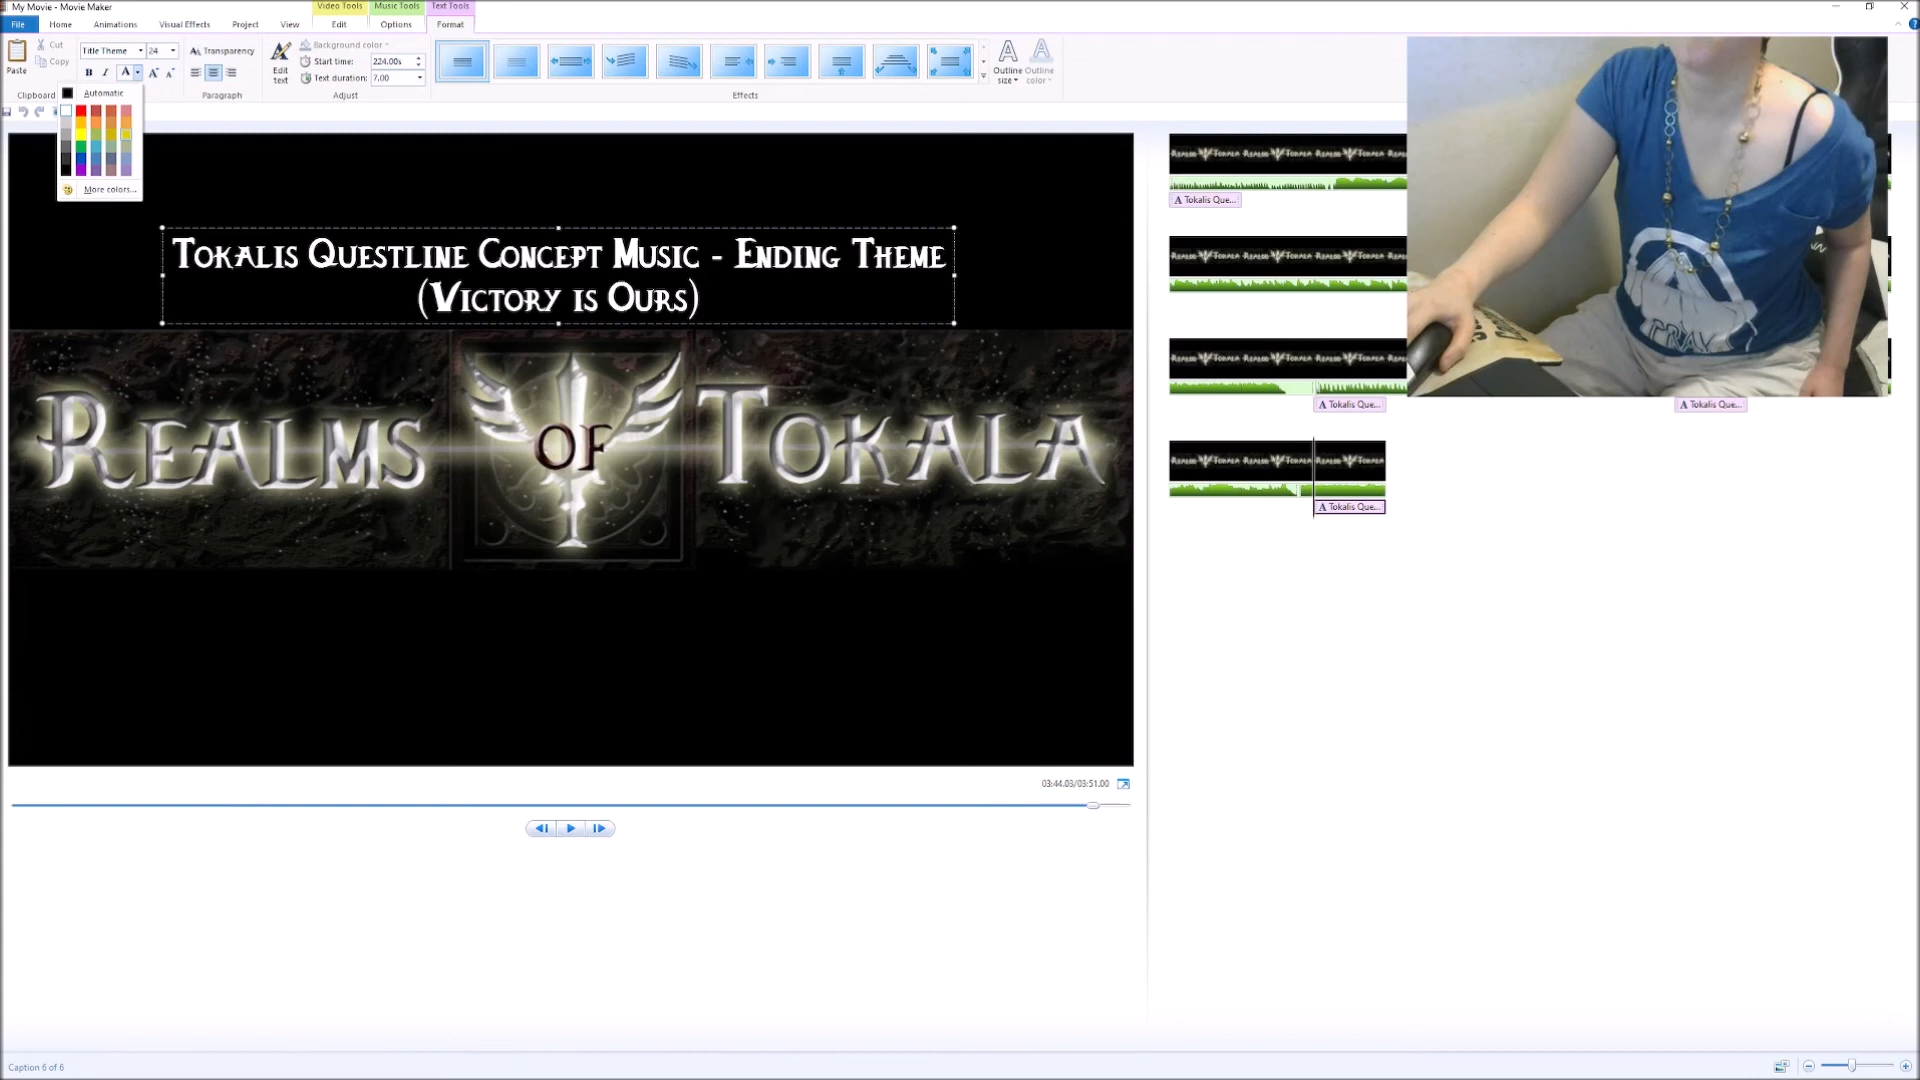 My Movie - Movie Maker
Video Tools
Music Tools
Text Tools
File
Home
Animations
Visual Effects
Project
View
Edit
Options
Format
Paste
Cut
Copy
Clipboard
Title Theme
24
B
I
A
Transparency
Paragraph
Edit text
Background color
Start time:
224.00s
Text duration:
7.00
Adjust
Effects
Outline size
Outline color
Automatic
More colors...
Tokalis Questline Concept Music - Ending Theme
(Victory is Ours)
Realms of Tokala
03:44.03/03:51.00
A Tokalis Que...
A Tokalis Que...
A Tokalis Que...
A Tokalis Que...
Caption 6 of 6